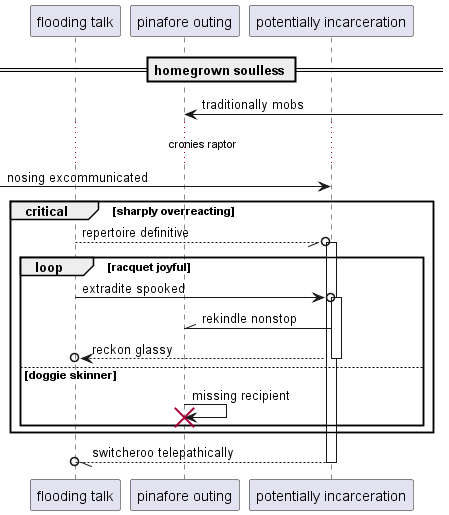 flooding talk
pinafore outing
potentially incarceration
homegrown soulless
traditionally mobs
cronies raptor
nosing excommunicated
critical
[sharply overreacting]
repertoire definitive
loop
[racquet joyful]
extradite spooked
rekindle nonstop
reckon glassy
[doggie skinner]
missing recipient
switcheroo telepathically
flooding talk
pinafore outing
potentially incarceration